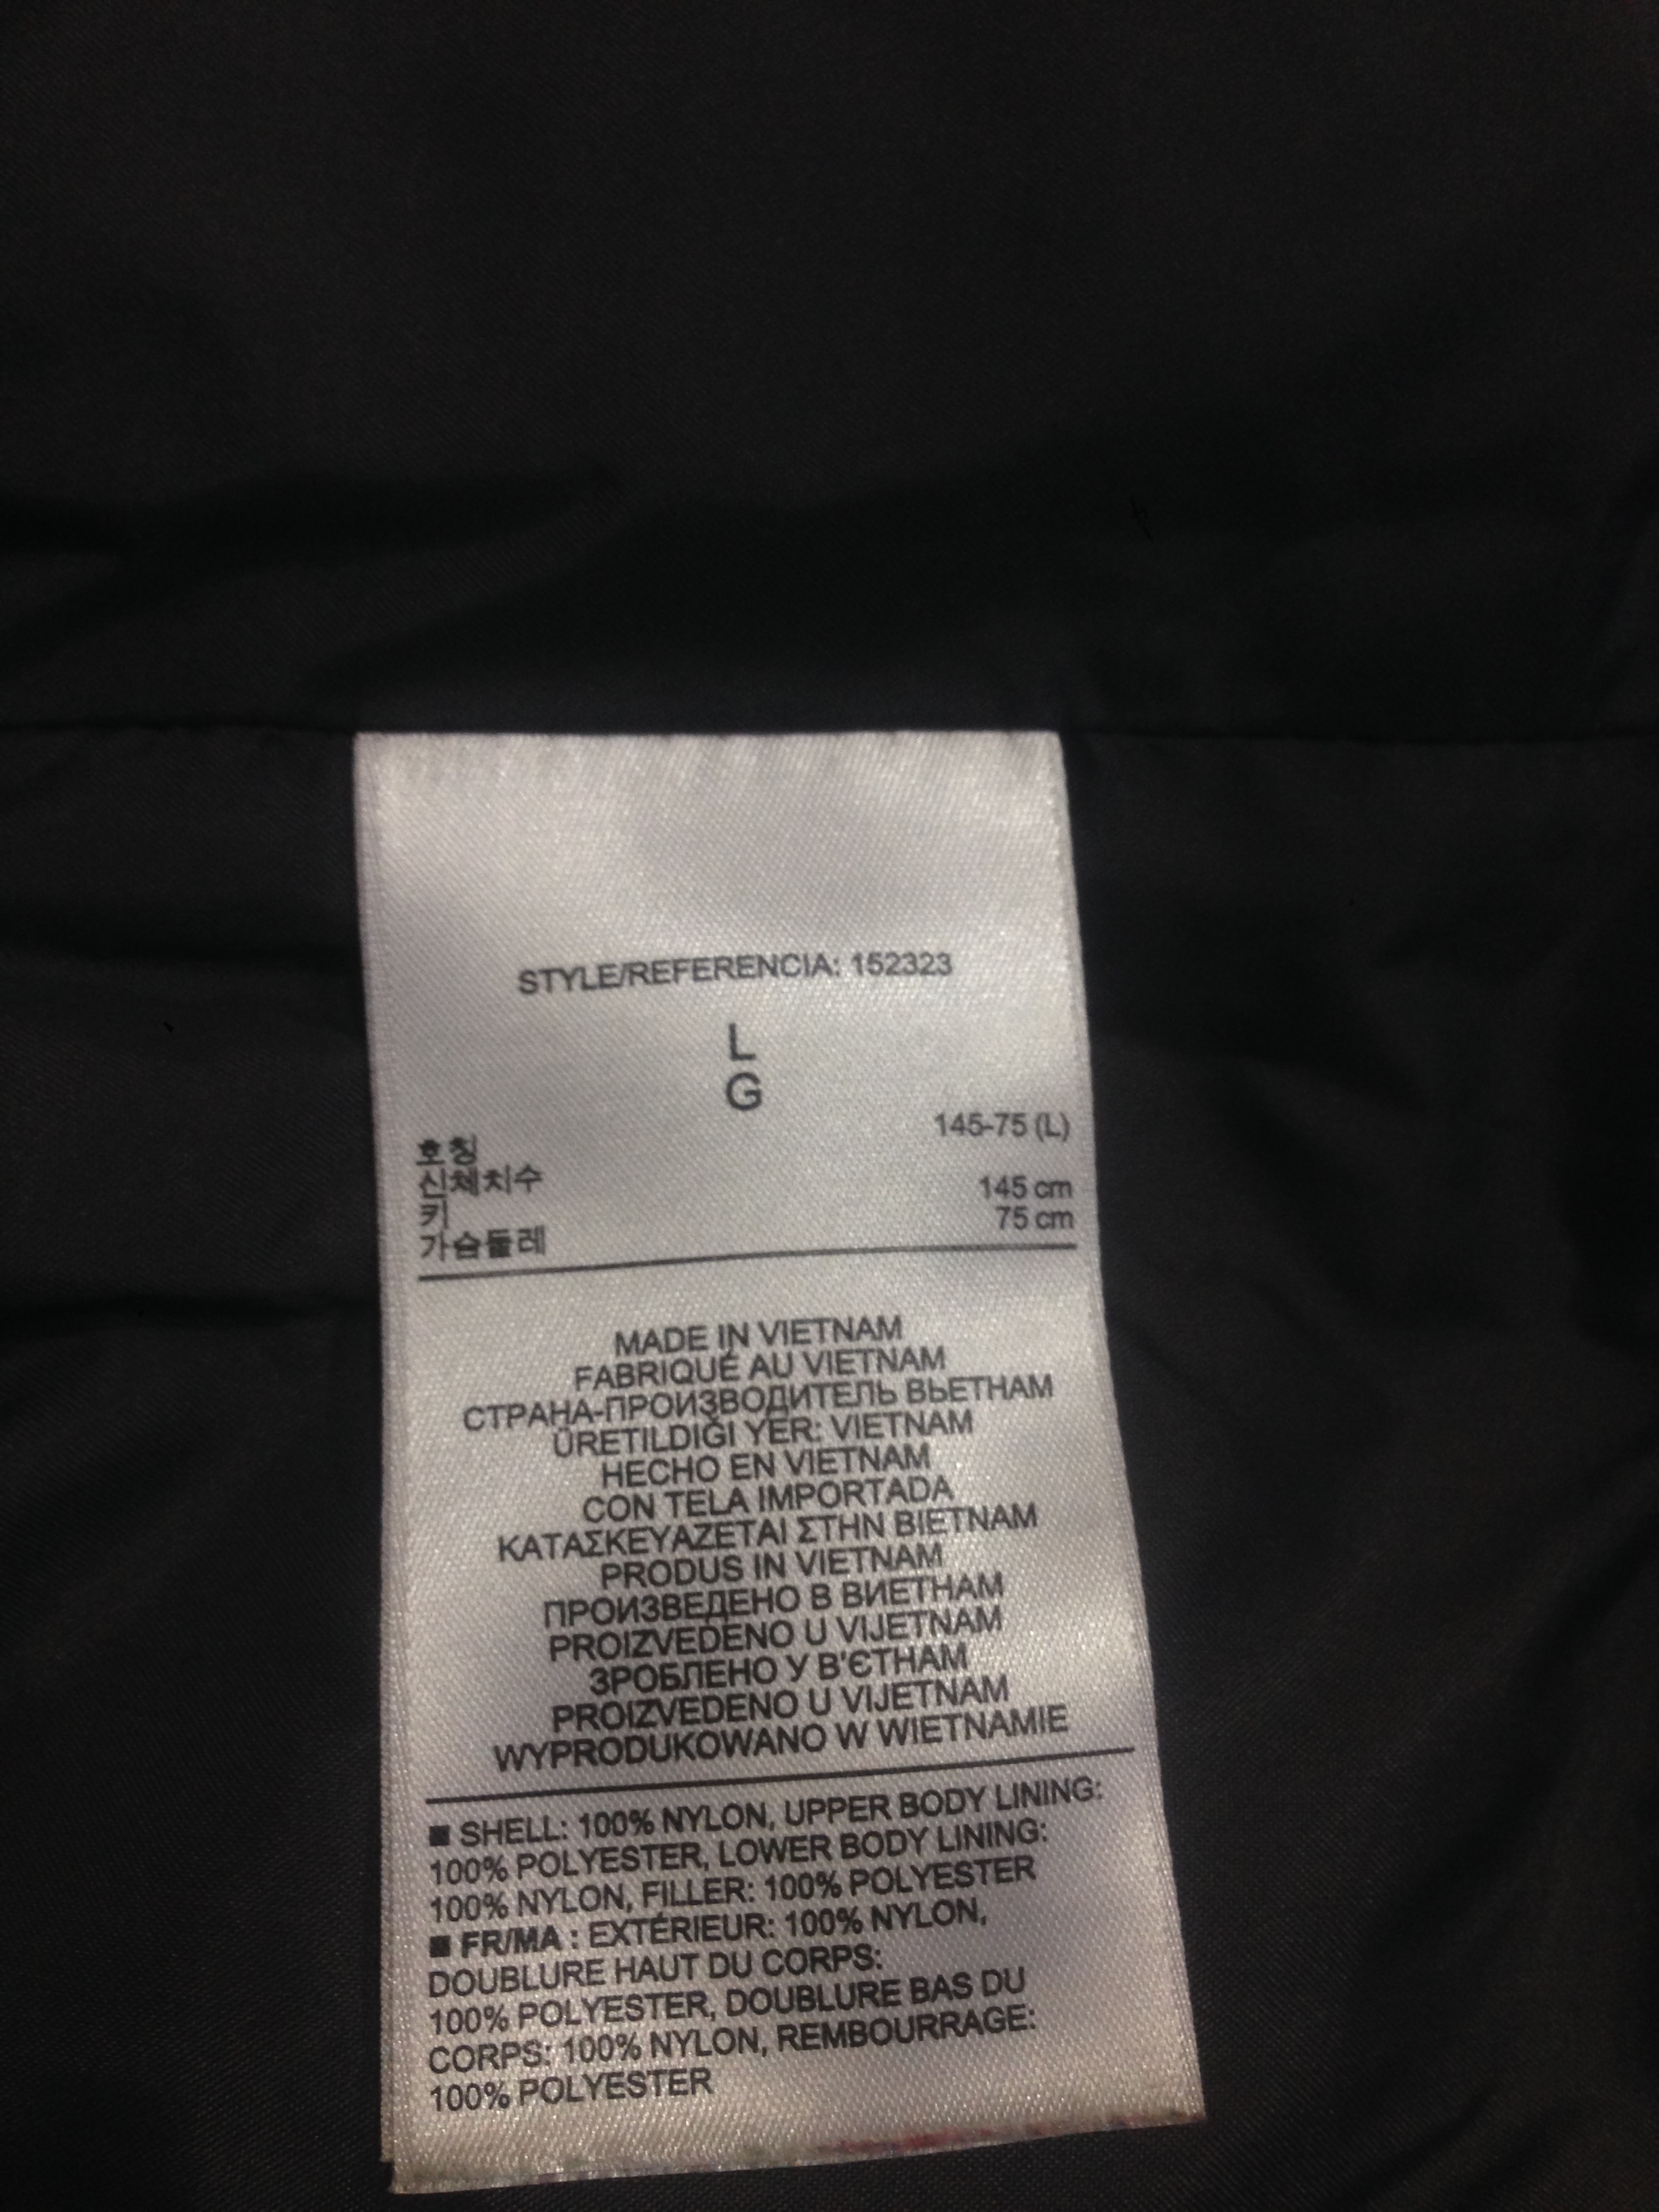 STYLE/REFERENCIA: 152323
L
G
호칭 145-75 (L)
신체치수
키 145 cm
가슴둘레 75 cm
MADE IN VIETNAM
FABRIQUÉ AU VIETNAM
СТРАНА-ПРОИЗВОДИТЕЛЬ ВЬЕТНАМ
ÜRETILDIĞI YER: VIETNAM
HECHO EN VIETNAM
CON TELA IMPORTADA
ΚΑΤΑΣΚΕΥΑΖΕΤΑΙ ΣΤΗΝ ΒΙΕΤΝΑΜ
PRODUS IN VIETNAM
ПРОИЗВЕДЕНО В ВИЕТНАМ
PROIZVEDENO U VIJETNAM
ЗРОБЛЕНО У В'ЄТНАМ
PROIZVEDENO U VIJETNAM
WYPRODUKOWANO W WIETNAMIE
■ SHELL: 100% NYLON, UPPER BODY LINING:
100% POLYESTER, LOWER BODY LINING:
100% NYLON, FILLER: 100% POLYESTER
■ FR/MA : EXTÉRIEUR: 100% NYLON,
DOUBLURE HAUT DU CORPS:
100% POLYESTER, DOUBLURE BAS DU
CORPS: 100% NYLON, REMBOURRAGE:
100% POLYESTER